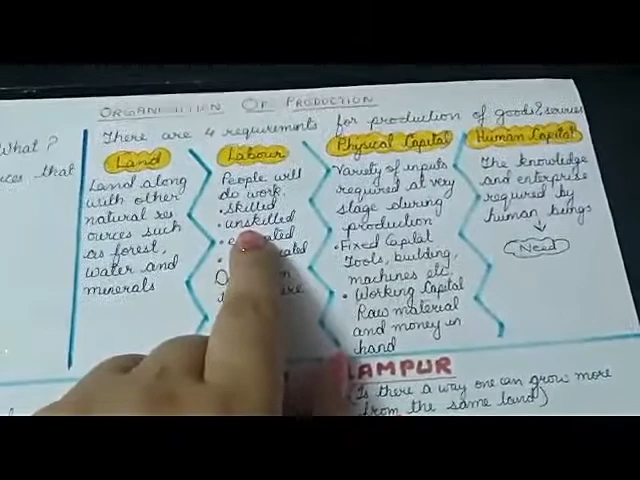 ORGANISATION OF PRODUCTION
There are 4 requirements for production of goods & services
What?
ces that
Land
Land along
with other
natural res
ources such
as forest,
water and
minerals
Labour
People will
do work.
• Skilled
• unskilled
Physical Capital
• Variety of inputs
required at very
stage during
production
• Fixed Capital
Tools, building,
machines etc.
• Working Capital
Raw material
and money in
hand
Human Capital
The knowledge
and enterprise
required by
human beings
Need
LAMPUR
(Is there a way one can grow more
from the same land)